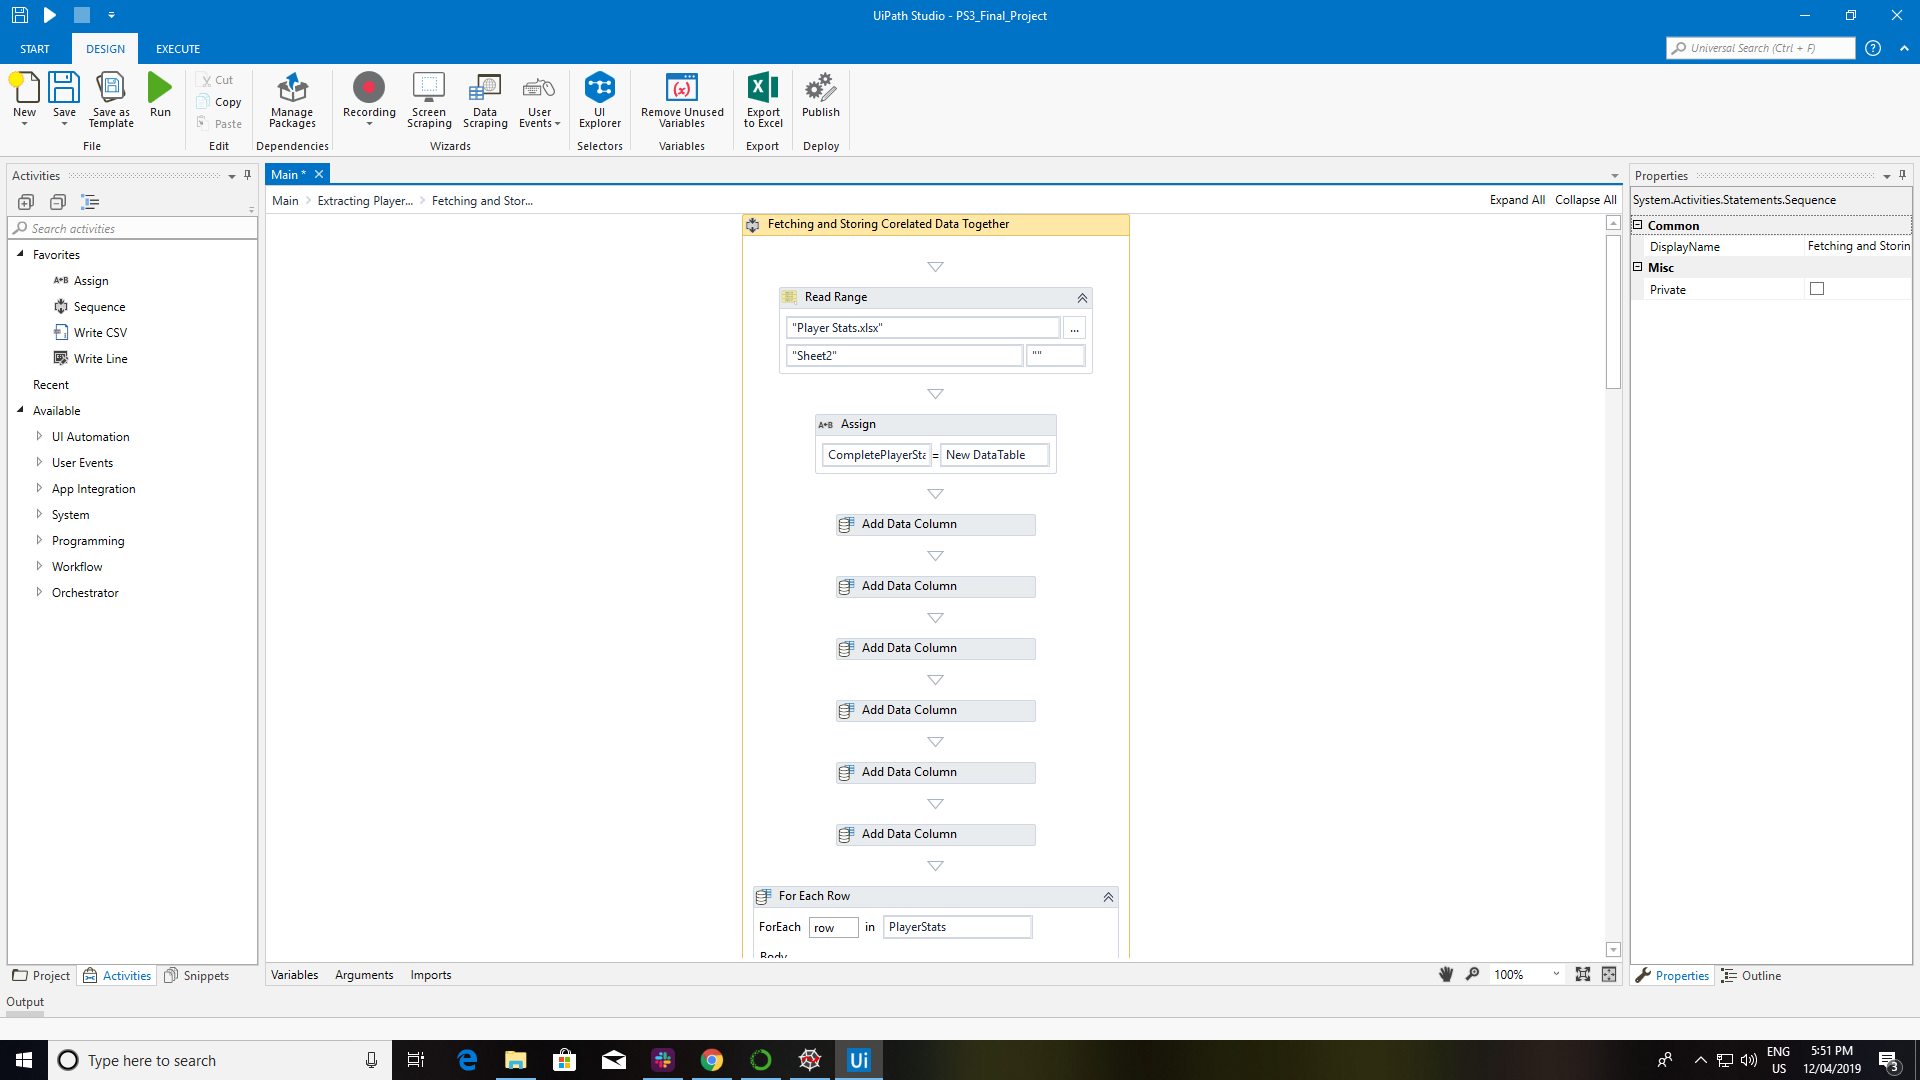 UiPath Studio - PS3_Final_Project
START DESIGN EXECUTE
Universal Search (Ctrl + F)
New
Save
Save as Template
Run
Cut
Copy
Paste
Manage Packages
Recording
Screen Scraping
Data Scraping
User Events
UI Explorer
Remove Unused Variables
Export to Excel
Publish
File
Edit
Dependencies
Wizards
Selectors
Variables
Export
Deploy
Activities
Search activities
Favorites
Assign
Sequence
Write CSV
Write Line
Recent
Available
UI Automation
User Events
App Integration
System
Programming
Workflow
Orchestrator
Project
Activities
Snippets
Output
Main *
Main > Extracting Player... > Fetching and Stor...
Expand All Collapse All
Fetching and Storing Corelated Data Together
Read Range
"Player Stats.xlsx" ...
"Sheet2" ""
A+B Assign
CompletePlayerSta = New DataTable
Add Data Column
Add Data Column
Add Data Column
Add Data Column
Add Data Column
Add Data Column
For Each Row
ForEach row in PlayerStats
Body
Variables Arguments Imports
100%
Properties
System.Activities.Statements.Sequence
Common
DisplayName Fetching and Storin
Misc
Private
Properties
Outline
Type here to search
Ui
ENG
US
5:51 PM
12/04/2019
3